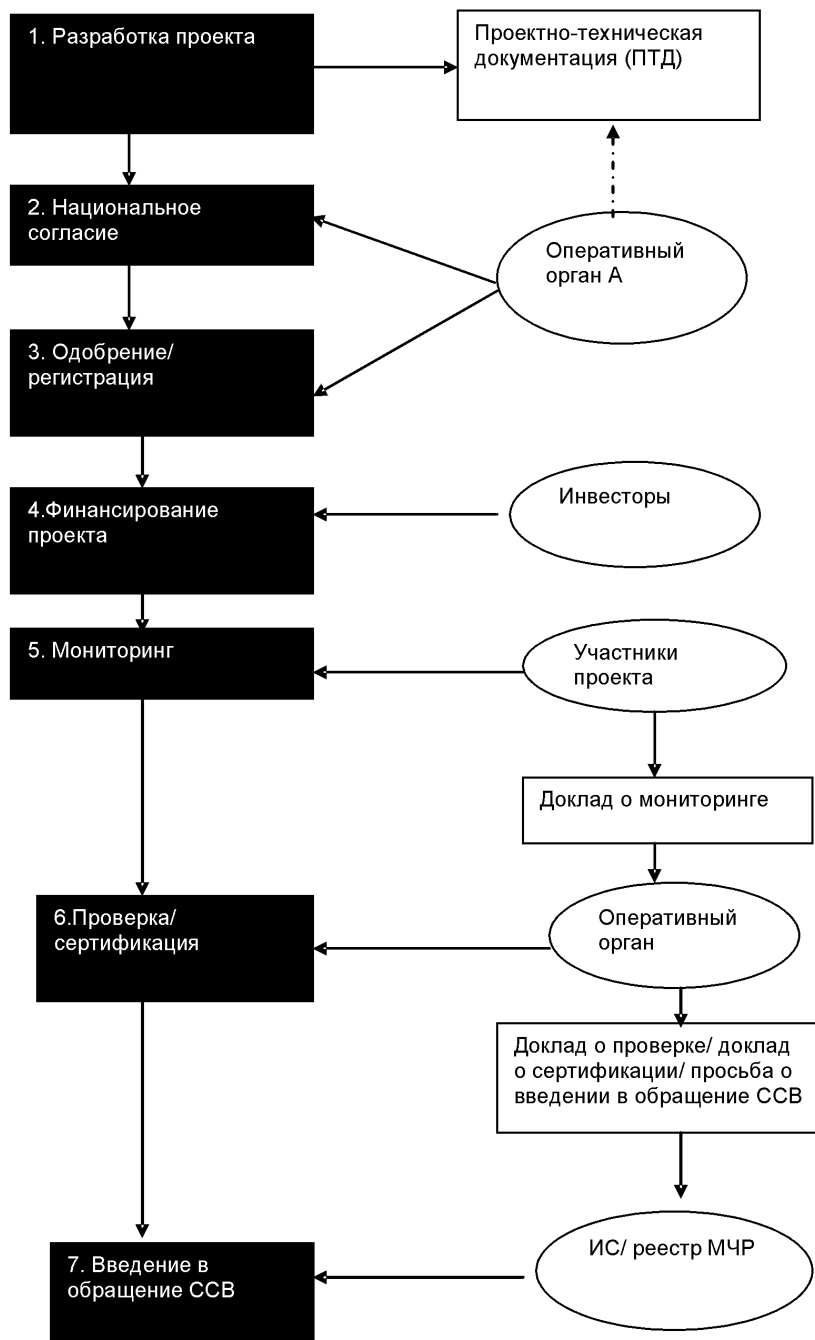 1. Разработка проекта
Проектно-техническая
документация (ПТД)
2. Национальное
согласие
Оперативный
орган А
3. Одобрение/
регистрация
4.Финансирование
проекта
Инвесторы
5. Мониторинг
Участники
проекта
Доклад о мониторинге
6.Проверка/
сертификация
Оперативный
орган
Доклад о проверке/ доклад
о сертификации/ просьба о
введении в обращение ССВ
7. Введение в
обращение ССВ
ИС/ реестр МЧР